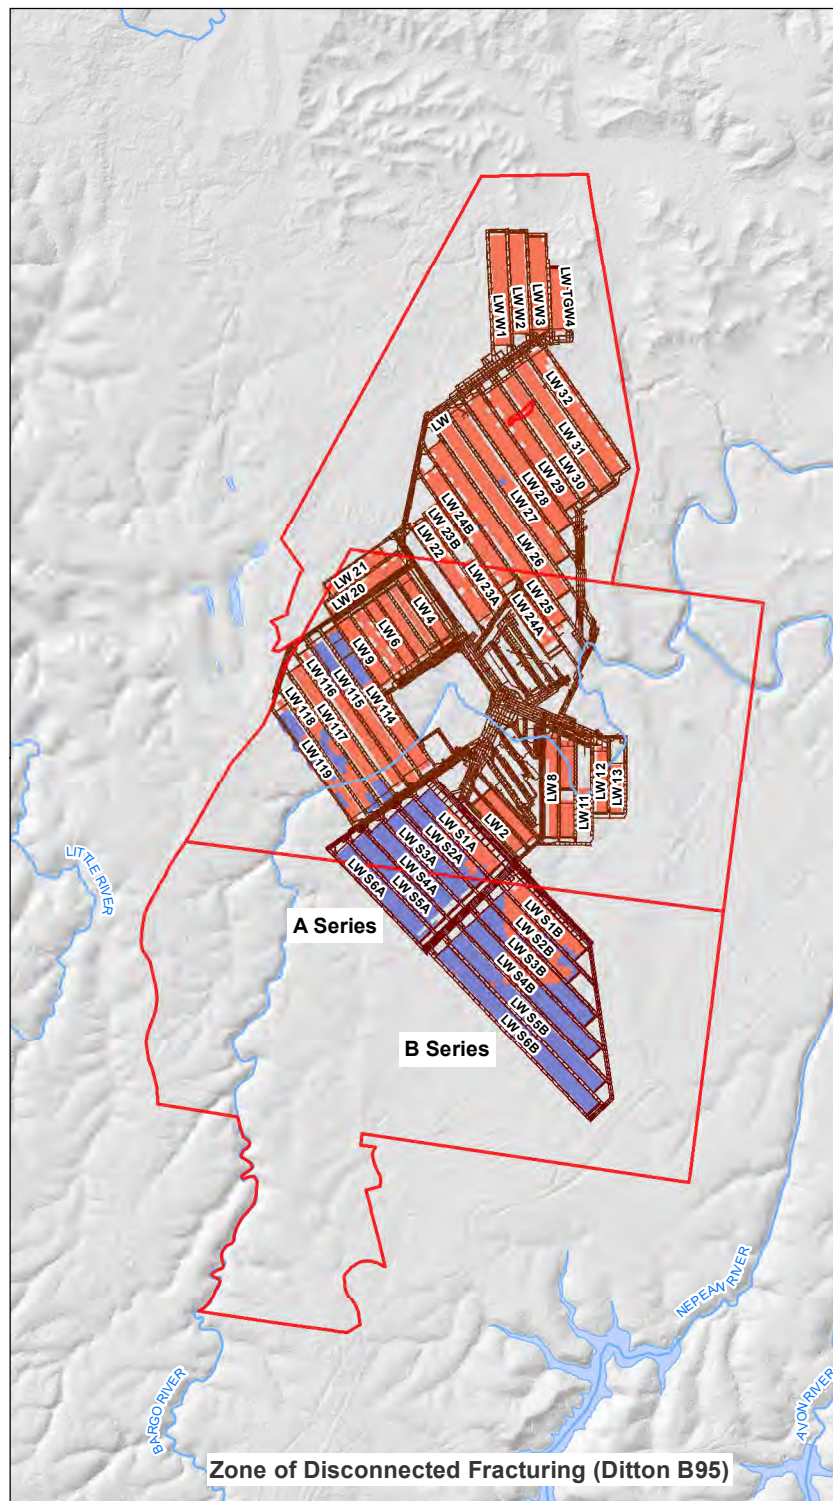 LW W1
LW W2
LW W3
LW-TGW4
LW 32
LW 31
LW 30
LW 29
LW 28
LW 27
LW 26
LW 25
LW
LW 24B
LW 23B
LW 22
LW 23A
LW 24A
LW 21
LW 20
LW 4
LW 6
LW 9
LW 114
LW 115
LW 116
LW 117
LW 118
LW 119
LW 8
LW 11
LW 12
LW 13
LW 2
LW S1A
LW S2A
LW S3A
LW S4A
LW S5A
LW S6A
LITTLE RIVER
A Series
LW S1B
LW S2B
LW S3B
LW S4B
LW S5B
LW S6B
B Series
NEPEAN RIVER
BARGO RIVER
AVON RIVER
Zone of Disconnected Fracturing (Ditton B95)